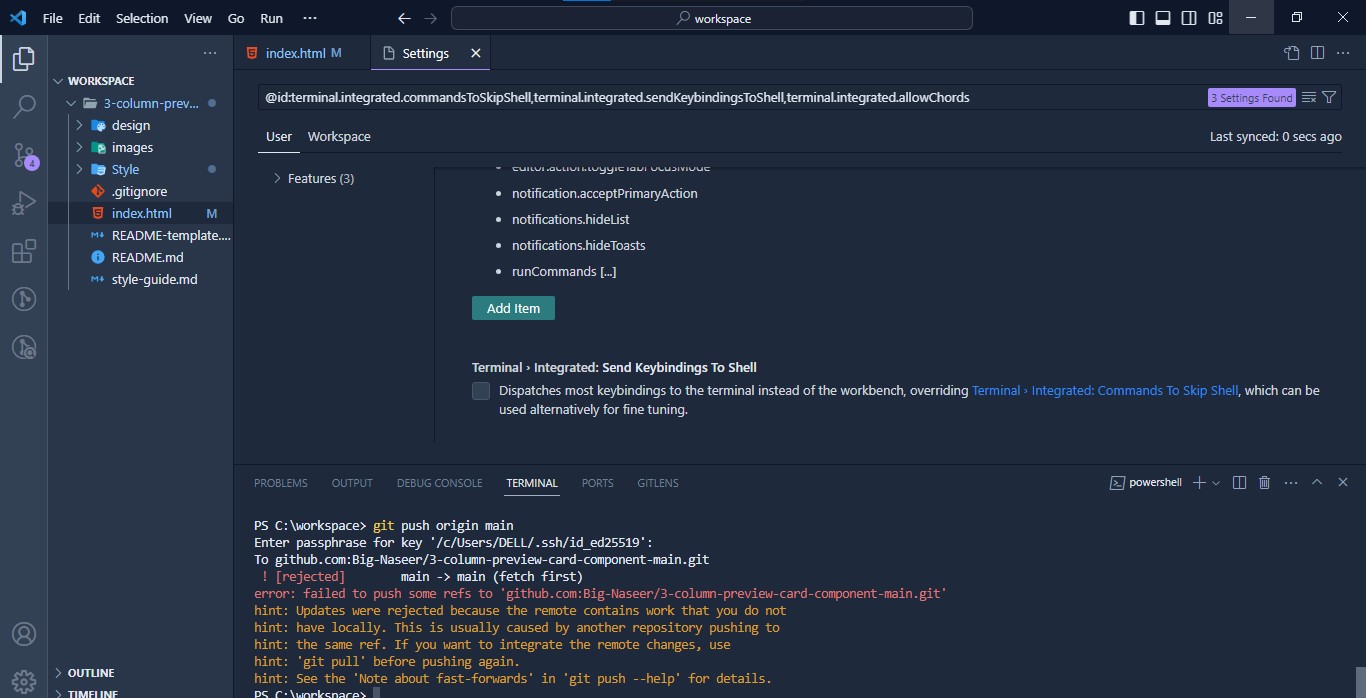 File Edit Selection View Go Run ···
workspace
···
WORKSPACE
3-column-prev...
design
images
Style
.gitignore
index.html M
README-template....
README.md
style-guide.md
4
OUTLINE
TIMELINE
index.html M
Settings
@id:terminal.integrated.commandsToSkipShell,terminal.integrated.sendKeybindingsToShell,terminal.integrated.allowChords
3 Settings Found
User Workspace
Last synced: 0 secs ago
Features (3)
editor.action.toggleTabFocusMode
notification.acceptPrimaryAction
notifications.hideList
notifications.hideToasts
runCommands [...]
Add Item
Terminal › Integrated: Send Keybindings To Shell
Dispatches most keybindings to the terminal instead of the workbench, overriding Terminal › Integrated: Commands To Skip Shell, which can be
used alternatively for fine tuning.
PROBLEMS OUTPUT DEBUG CONSOLE TERMINAL PORTS GITLENS
powershell
PS C:\workspace> git push origin main
Enter passphrase for key '/c/Users/DELL/.ssh/id_ed25519':
To github.com:Big-Naseer/3-column-preview-card-component-main.git
! [rejected] main -> main (fetch first)
error: failed to push some refs to 'github.com:Big-Naseer/3-column-preview-card-component-main.git'
hint: Updates were rejected because the remote contains work that you do not
hint: have locally. This is usually caused by another repository pushing to
hint: the same ref. If you want to integrate the remote changes, use
hint: 'git pull' before pushing again.
hint: See the 'Note about fast-forwards' in 'git push --help' for details.
PS C:\workspace>